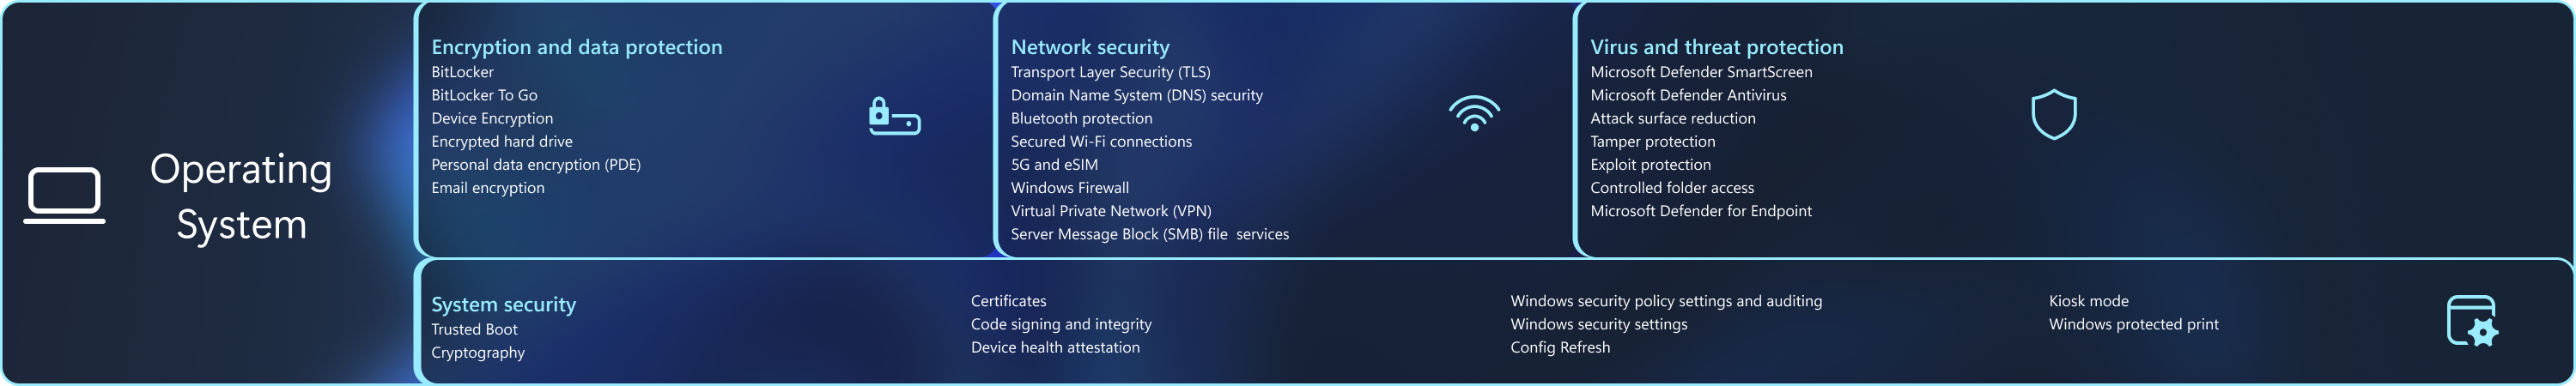 Operating
System
Encryption and data protection
BitLocker
BitLocker To Go
Device Encryption
Encrypted hard drive
Personal data encryption (PDE)
Email encryption
Network security
Transport Layer Security (TLS)
Domain Name System (DNS) security
Bluetooth protection
Secured Wi-Fi connections
5G and eSIM
Windows Firewall
Virtual Private Network (VPN)
Server Message Block (SMB) file  services
Virus and threat protection
Microsoft Defender SmartScreen
Microsoft Defender Antivirus
Attack surface reduction
Tamper protection
Exploit protection
Controlled folder access
Microsoft Defender for Endpoint
System security
Trusted Boot
Cryptography
Certificates
Code signing and integrity
Device health attestation
Windows security policy settings and auditing
Windows security settings
Config Refresh
Kiosk mode
Windows protected print